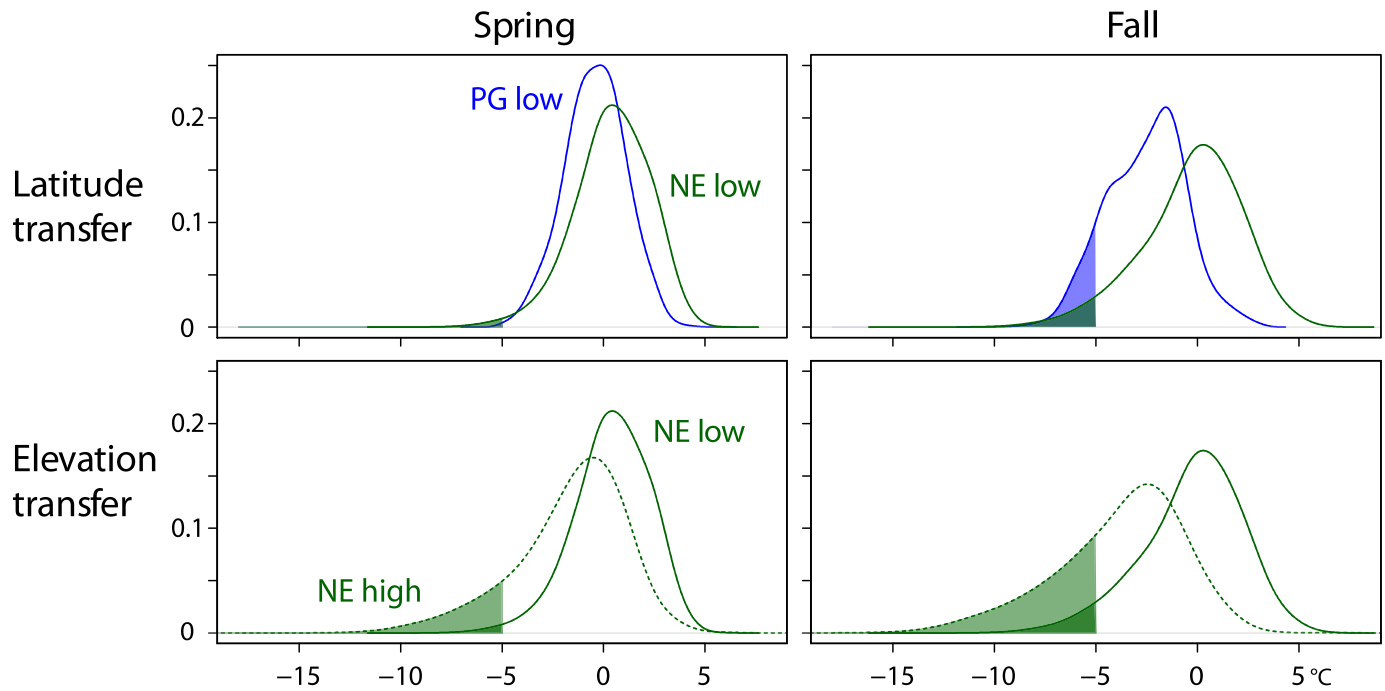 Spring
Fall
Latitude
transfer
PG low
NE low
0.2
0.1
0
Elevation
transfer
NE low
NE high
0.2
0.1
0
−15 −10 −5 0 5
−15 −10 −5 0 5 °C